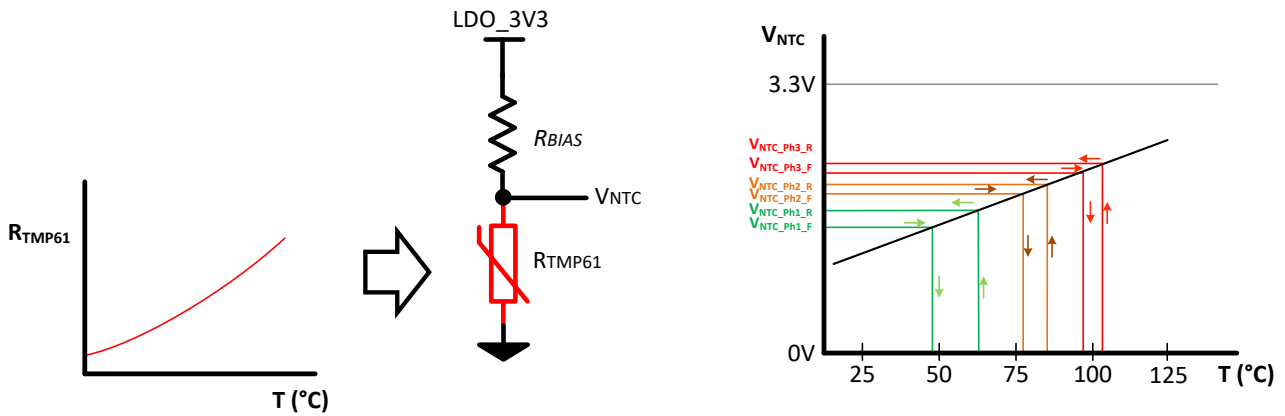 R_TMP61
T (°C)
LDO_3V3
RBIAS
VNTC
RTMP61
VNTC
3.3V
VNTC_Ph3_R
VNTC_Ph3_F
VNTC_Ph2_R
VNTC_Ph2_F
VNTC_Ph1_R
VNTC_Ph1_F
0V
25 50 75 100 125 T (°C)